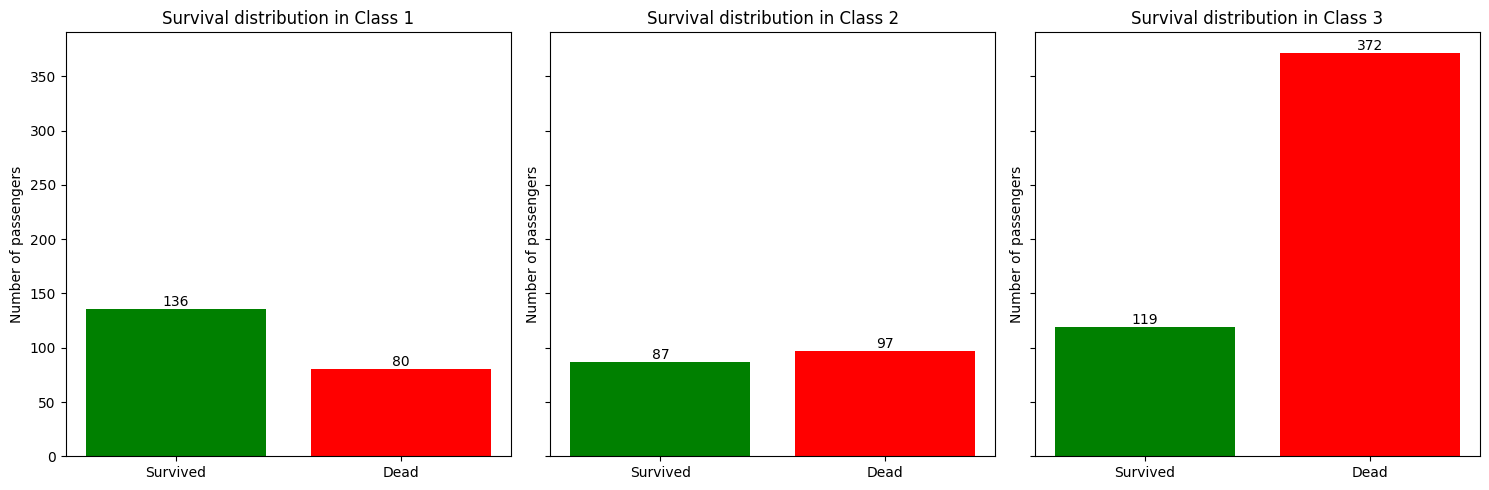 Survival distribution in Class 1
Number of passengers
350
300
250
200
150
100
50
0
136
80
Survived
Dead
Survival distribution in Class 2
Number of passengers
87
97
Survived
Dead
Survival distribution in Class 3
Number of passengers
119
372
Survived
Dead